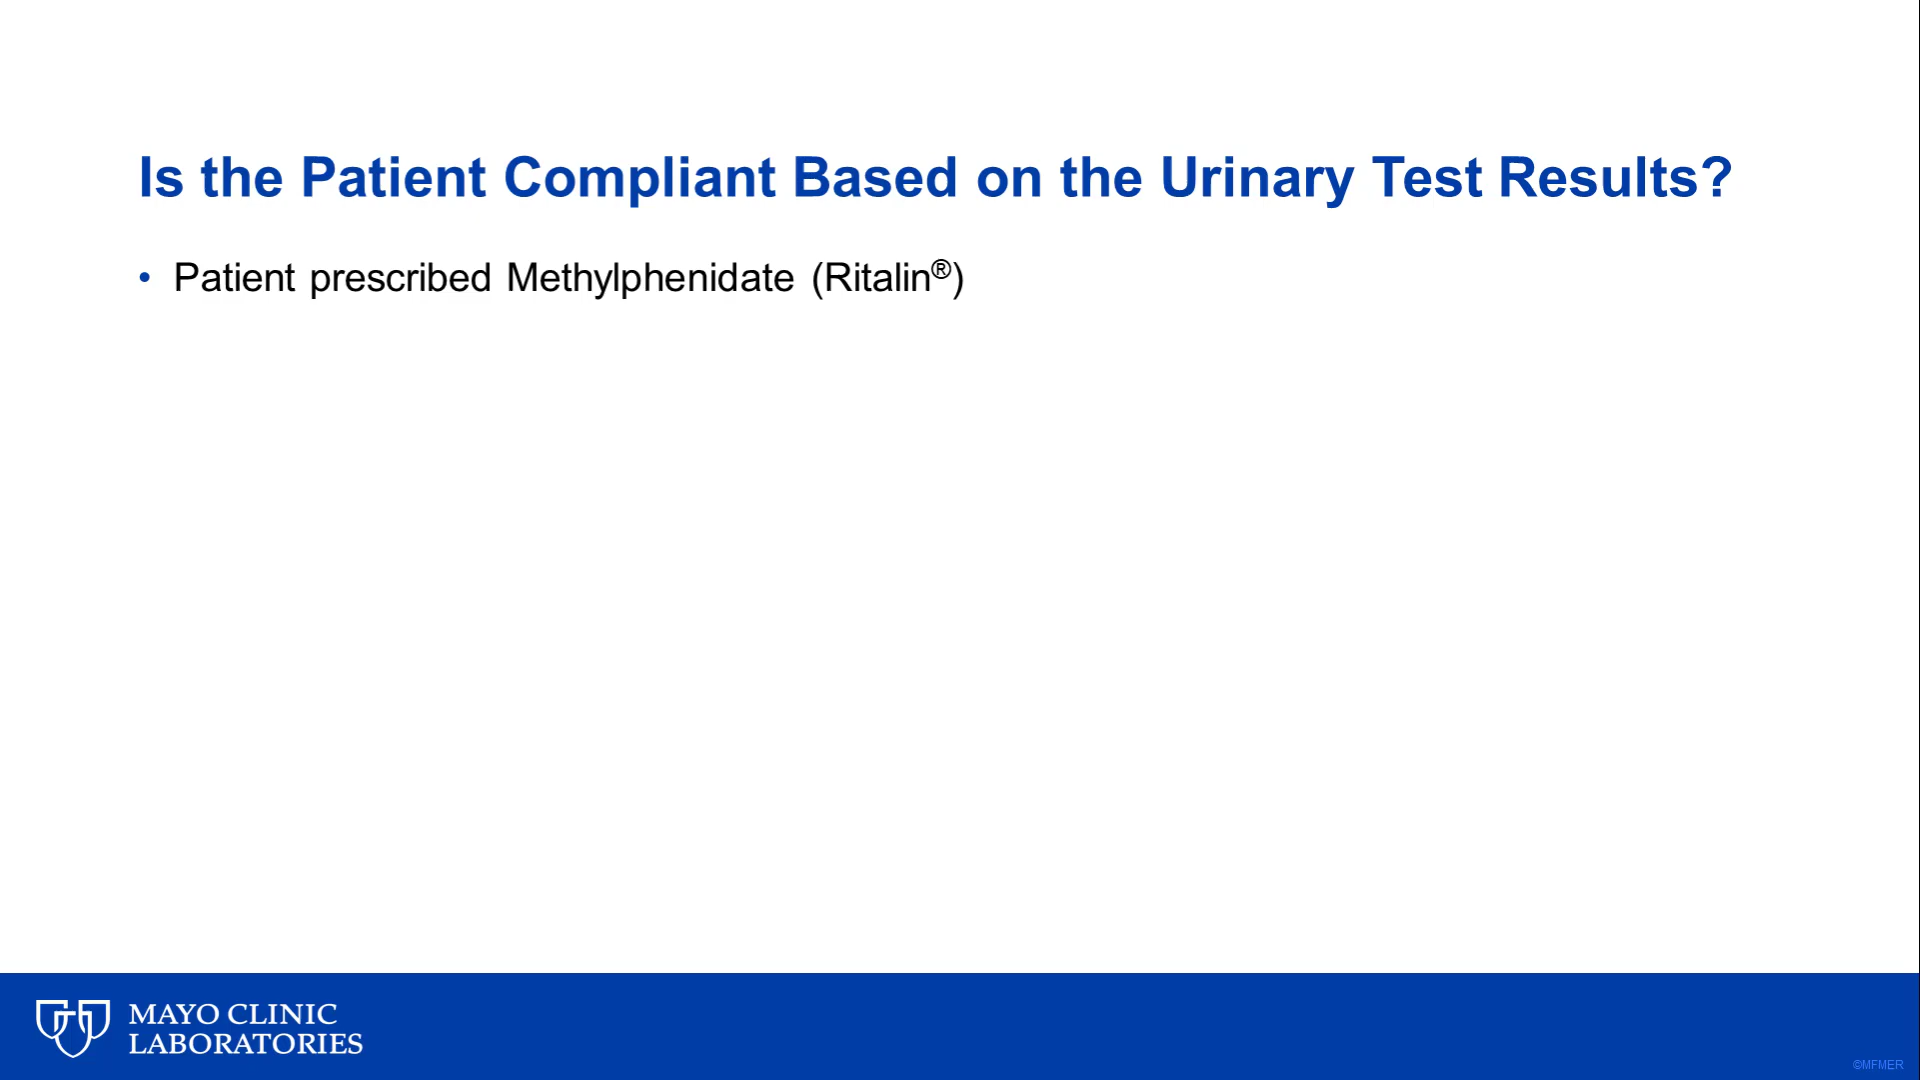 Is the Patient Compliant Based on the Urinary Test Results?
• Patient prescribed Methylphenidate (Ritalin®)
MAYO CLINIC
LABORATORIES
©MFMER